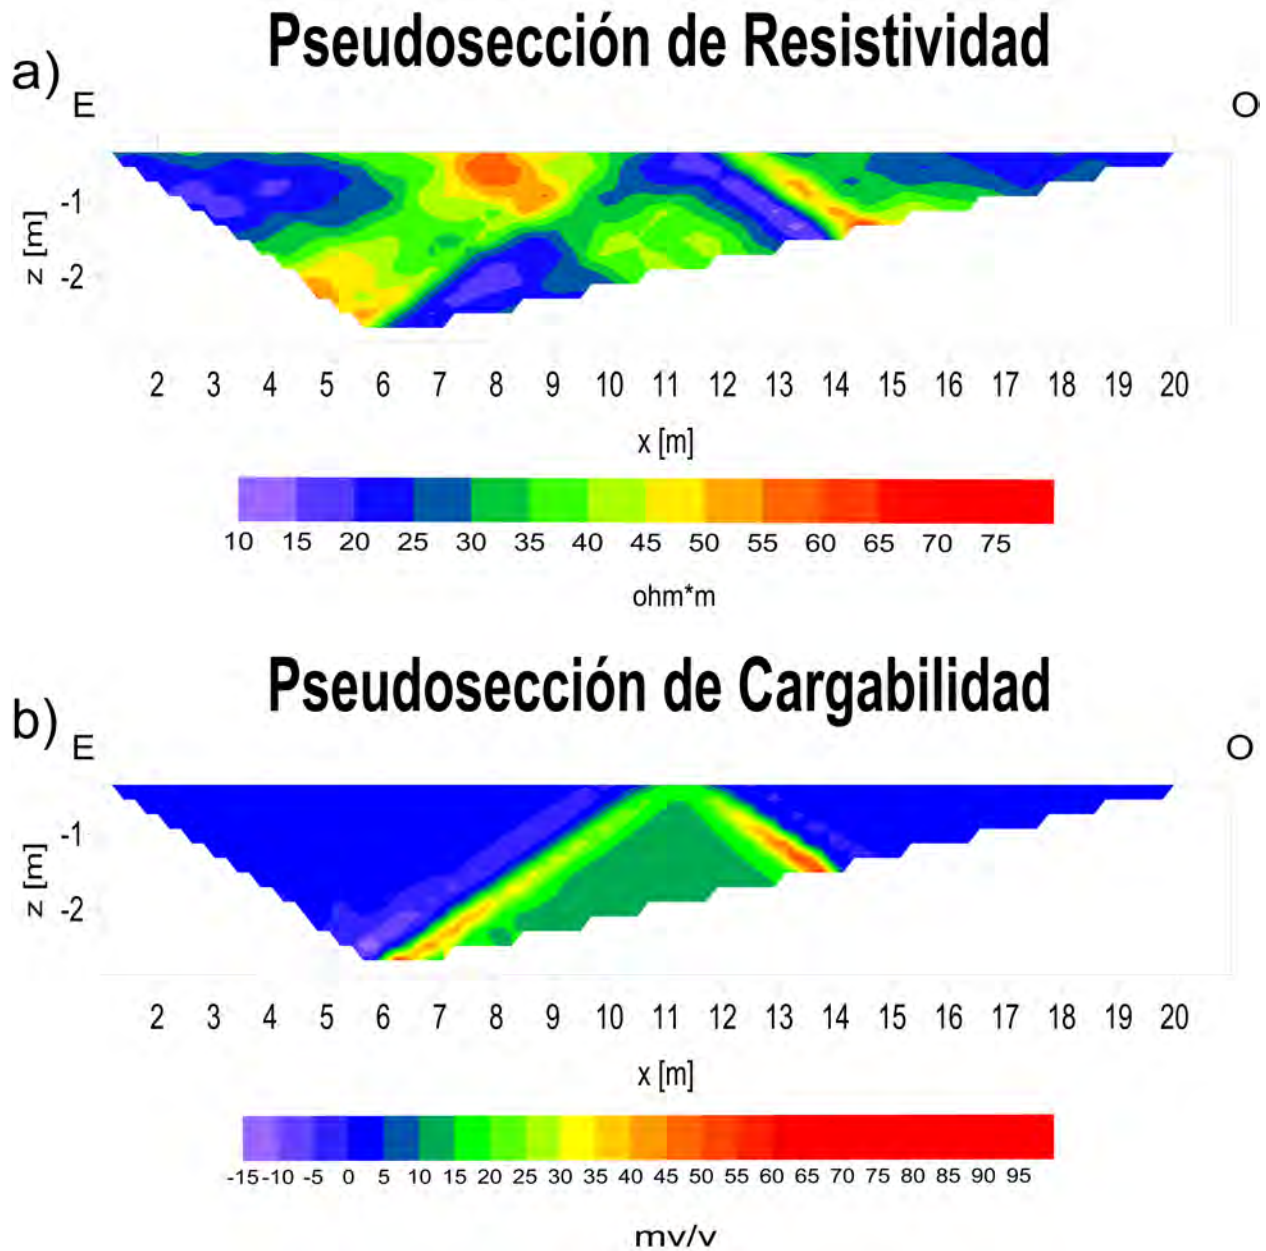 Pseudosección de Resistividad
a)
E O
-1
-2
z [m]
2 3 4 5 6 7 8 9 10 11 12 13 14 15 16 17 18 19 20
x [m]
10 15 20 25 30 35 40 45 50 55 60 65 70 75
ohm*m
Pseudosección de Cargabilidad
b)
E O
-1
-2
z [m]
2 3 4 5 6 7 8 9 10 11 12 13 14 15 16 17 18 19 20
x [m]
-15 -10 -5 0 5 10 15 20 25 30 35 40 45 50 55 60 65 70 75 80 85 90 95
mv/v